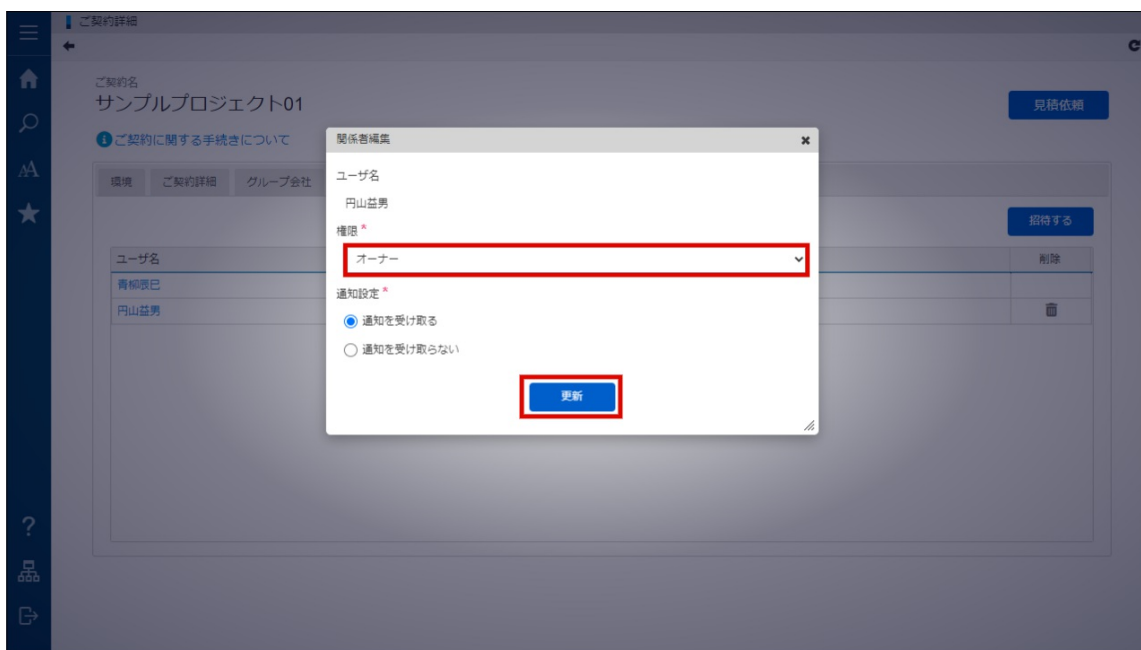 ご契約詳細
ご契約名
サンプルプロジェクト01
見積依頼
ご契約に関する手続きについて
環境 ご契約詳細 グループ会社
招待する
ユーザ名 削除
青柳辰巳
円山益男
関係者編集
ユーザ名
円山益男
権限 *
オーナー
通知設定 *
通知を受け取る
通知を受け取らない
更新